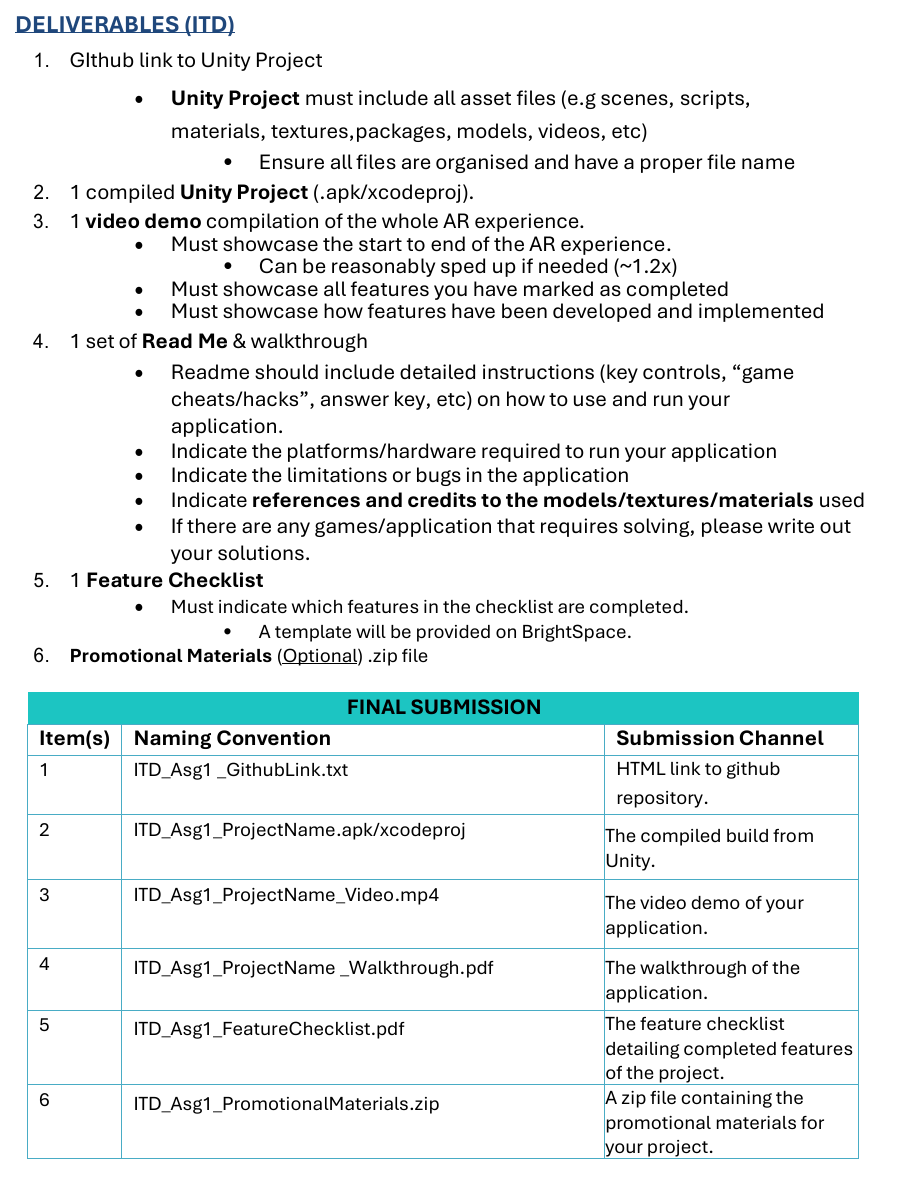 DELIVERABLES (ITD)
1. GIthub link to Unity Project
• Unity Project must include all asset files (e.g scenes, scripts,
materials, textures,packages, models, videos, etc)
• Ensure all files are organised and have a proper file name
2. 1 compiled Unity Project (.apk/xcodeproj).
3. 1 video demo compilation of the whole AR experience.
• Must showcase the start to end of the AR experience.
• Can be reasonably sped up if needed (~1.2x)
• Must showcase all features you have marked as completed
• Must showcase how features have been developed and implemented
4. 1 set of Read Me & walkthrough
• Readme should include detailed instructions (key controls, “game
cheats/hacks”, answer key, etc) on how to use and run your
application.
• Indicate the platforms/hardware required to run your application
• Indicate the limitations or bugs in the application
• Indicate references and credits to the models/textures/materials used
• If there are any games/application that requires solving, please write out
your solutions.
5. 1 Feature Checklist
• Must indicate which features in the checklist are completed.
• A template will be provided on BrightSpace.
6. Promotional Materials (Optional) .zip file
FINAL SUBMISSION
Item(s) Naming Convention Submission Channel
1 ITD_Asg1 _GithubLink.txt HTML link to github
repository.
2 ITD_Asg1_ProjectName.apk/xcodeproj The compiled build from
Unity.
3 ITD_Asg1_ProjectName_Video.mp4 The video demo of your
application.
4 ITD_Asg1_ProjectName _Walkthrough.pdf The walkthrough of the
application.
5 ITD_Asg1_FeatureChecklist.pdf The feature checklist
detailing completed features
of the project.
6 ITD_Asg1_PromotionalMaterials.zip A zip file containing the
promotional materials for
your project.